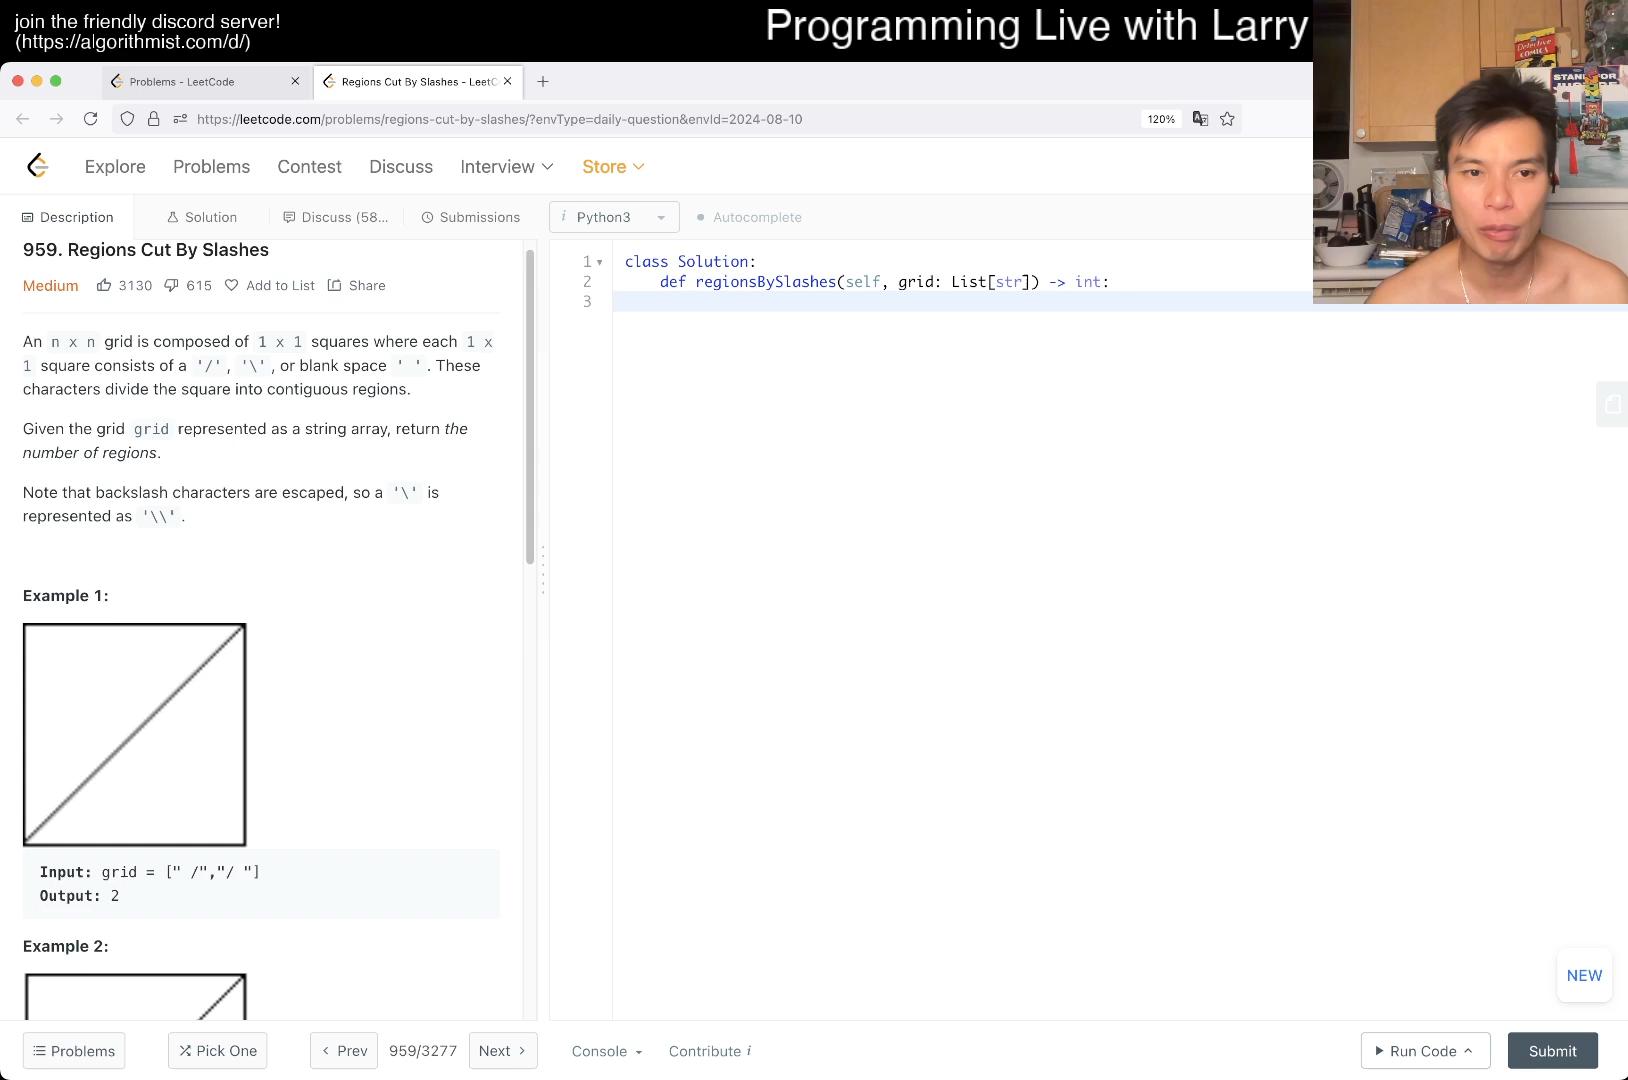 join the friendly discord server!
(https://algorithmist.com/d/)
Programming Live with Larry
Problems - LeetCode
Regions Cut By Slashes - LeetC
https://leetcode.com/problems/regions-cut-by-slashes/?envType=daily-question&envId=2024-08-10
120%
Explore
Problems
Contest
Discuss
Interview
Store
Description
Solution
Discuss (58...
Submissions
i Python3
Autocomplete
959. Regions Cut By Slashes
Medium 3130 615 Add to List Share
An n x n grid is composed of 1 x 1 squares where each 1 x
1 square consists of a '/', '\', or blank space ' '. These
characters divide the square into contiguous regions.
Given the grid grid represented as a string array, return the
number of regions.
Note that backslash characters are escaped, so a '\' is
represented as '\\'.
Example 1:
Input: grid = [" /","/ "]
Output: 2
Example 2:
1 class Solution:
2 def regionsBySlashes(self, grid: List[str]) -> int:
3
Detective
COMICS
NEW
Problems
Pick One
Prev
959/3277
Next
Console
Contribute i
Run Code
Submit